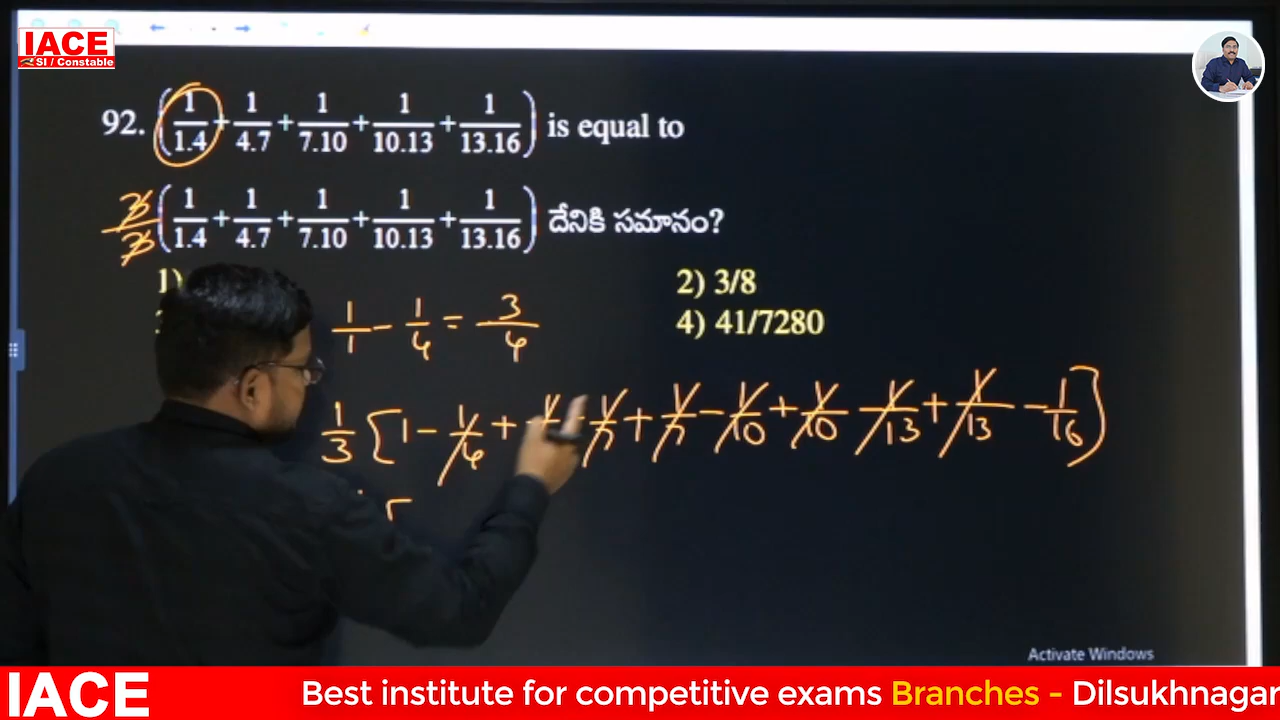 IACE
SI / Constable
92. (1/1.4 + 1/4.7 + 1/7.10 + 1/10.13 + 1/13.16) is equal to
3/3 (1/1.4 + 1/4.7 + 1/7.10 + 1/10.13 + 1/13.16) దేనికి సమానం?
1)
2) 3/8
4) 41/7280
1/1 - 1/4 = 3/4
1/3 [1 - 1/4 + 1/ - 1/7 + 1/7 - 1/10 + 1/10 - 1/13 + 1/13 - 1/16)
[
Activate Windows
IACE Best institute for competitive exams Branches - Dilsukhnagar